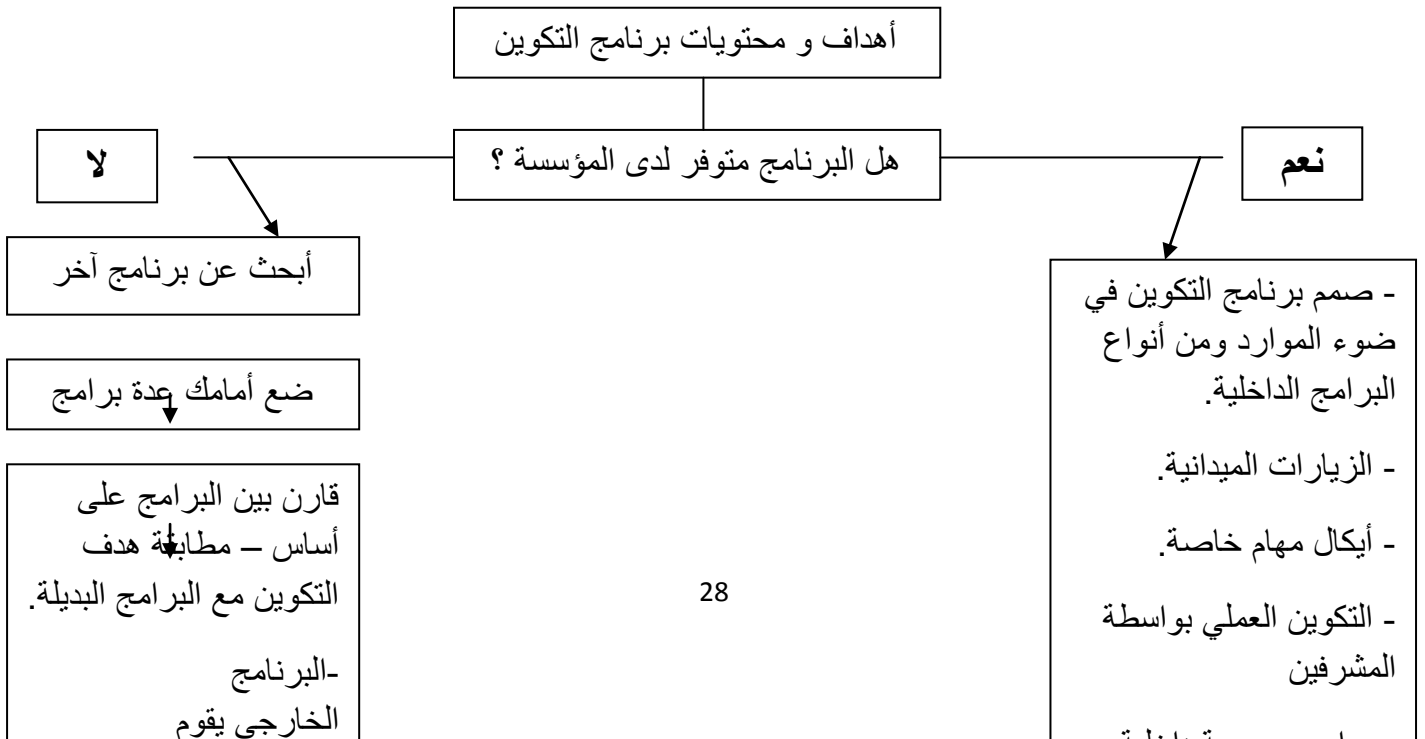 أهداف و محتويات برنامج التكوين
هل البرنامج متوفر لدى المؤسسة ؟
نعم
لا
- صمم برنامج التكوين في
ضوء الموارد ومن أنواع
البرامج الداخلية.
- الزيارات الميدانية.
- أيكال مهام خاصة.
- التكوين العملي بواسطة
المشرفين
أبحث عن برنامج آخر
ضع أمامك عدة برامج
قارن بين البرامج على
أساس – مطابقة هدف
التكوين مع البرامج البديلة.
-البرنامج
الخارجي يقوم
28